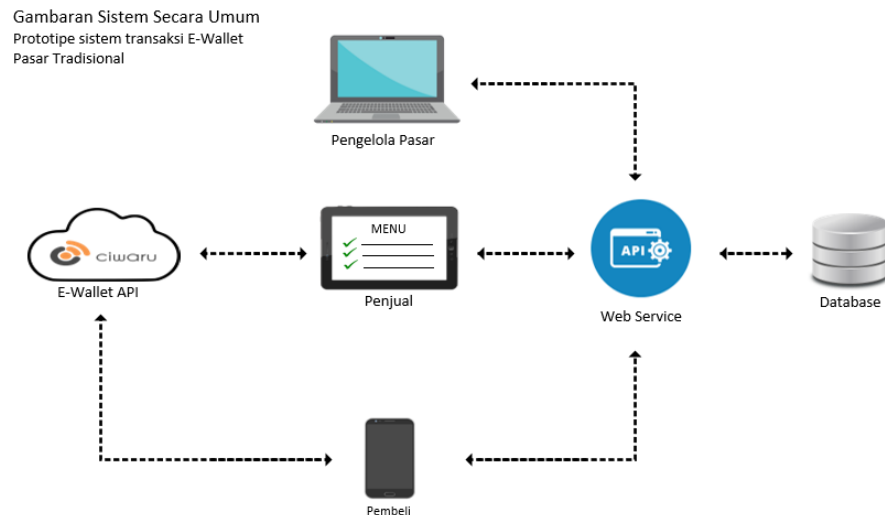 Gambaran Sistem Secara Umum
Prototipe sistem transaksi E-Wallet
Pasar Tradisional
Pengelola Pasar
ciwaru
E-Wallet API
MENU
Penjual
API
Web Service
Database
Pembeli